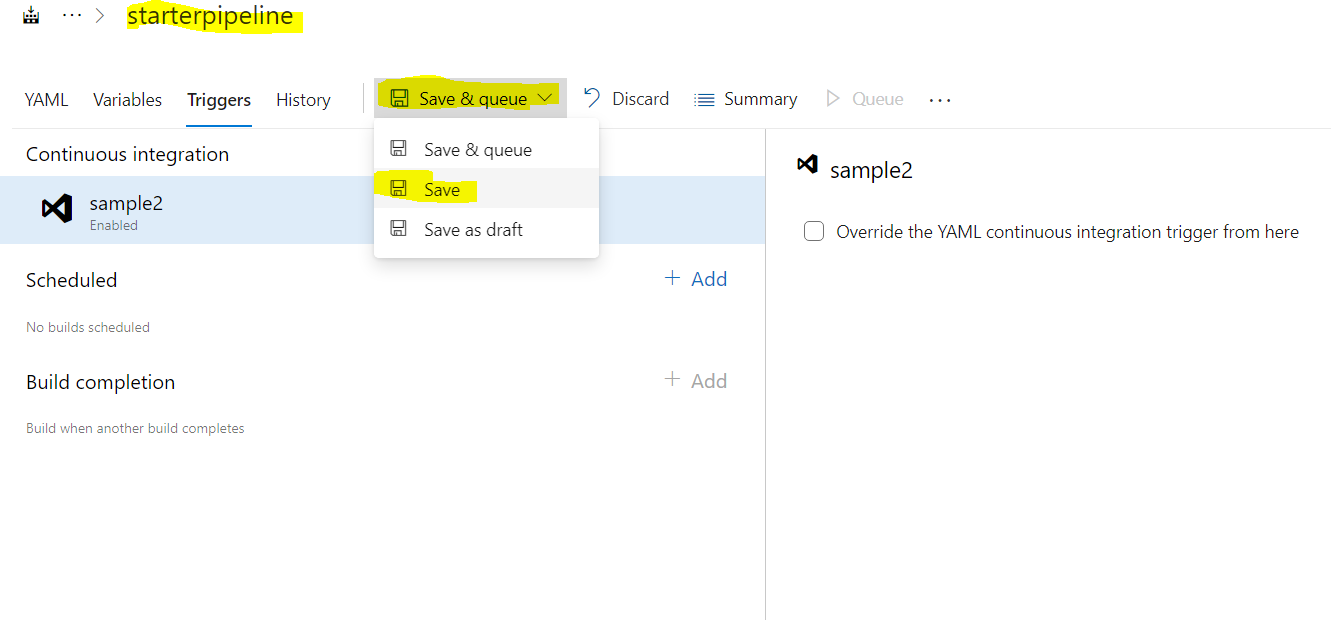 ... > starterpipeline
YAML Variables Triggers History Save & queue Discard Summary Queue ...
Continuous integration
Save & queue
sample2
Override the YAML continuous integration trigger from here
sample2
Enabled
Save
Save as draft
Scheduled + Add
No builds scheduled
Build completion + Add
Build when another build completes